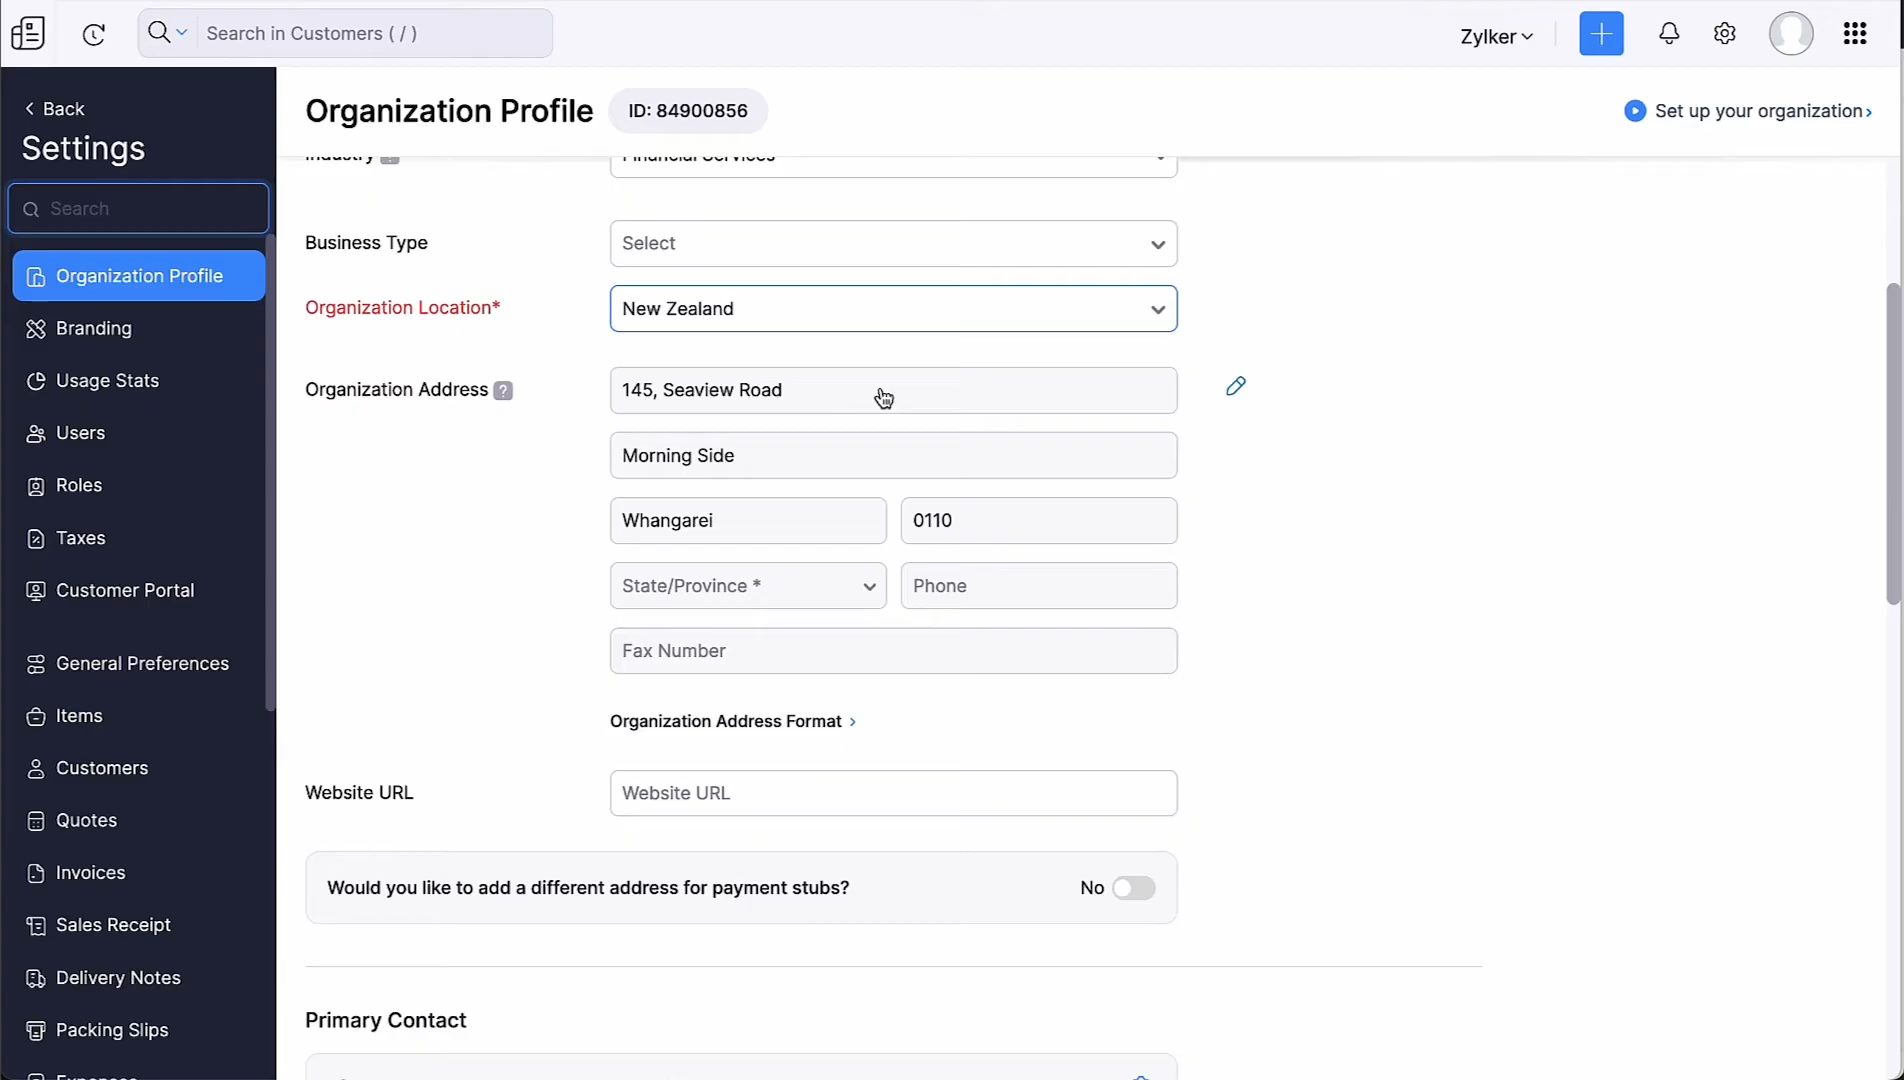 Search in Customers ( / )
Zylker
Back
Settings
Search
Organization Profile
Branding
Usage Stats
Users
Roles
Taxes
Customer Portal
General Preferences
Items
Customers
Quotes
Invoices
Sales Receipt
Delivery Notes
Packing Slips
Expenses
Organization Profile
ID: 84900856
Set up your organization
Industry ?
Financial Services
Business Type
Select
Organization Location*
New Zealand
Organization Address ?
145, Seaview Road
Morning Side
Whangarei
0110
State/Province *
Phone
Fax Number
Organization Address Format
Website URL
Website URL
Would you like to add a different address for payment stubs?
No
Primary Contact